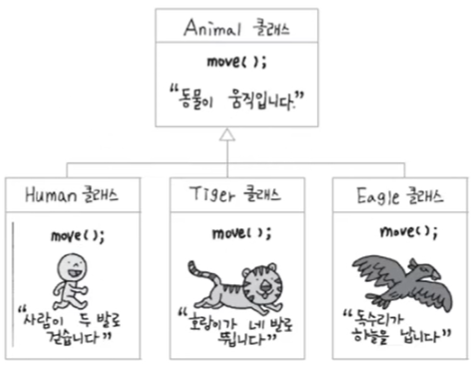 Animal 클래스
move( );
“동물이 움직입니다.”
Human 클래스
move( );
“사람이 두 발로
걷습니다”
Tiger 클래스
move( );
“호랑이가 네 발로
뜁니다”
Eagle 클래스
move( );
“독수리가
하늘을 납니다”